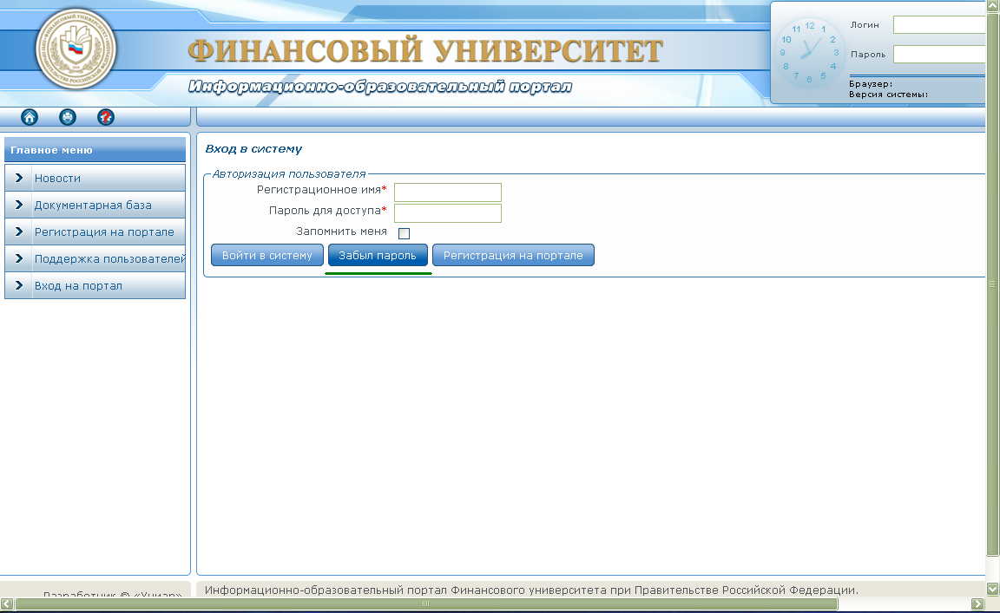 ФИНАНСОВЫЙ УНИВЕРСИТЕТ
Информационно-образовательный портал
12
1
2
3
4
5
6
7
8
9
10
11
Логин
Пароль
Браузер:
Версия системы:
Главное меню
Новости
Документарная база
Регистрация на портале
Поддержка пользователей
Вход на портал
Вход в систему
Авторизация пользователя
Регистрационное имя*
Пароль для доступа*
Запомнить меня
Войти в систему Забыл пароль Регистрация на портале
Разработчик © «Униар»
Информационно-образовательный портал Финансового университета при Правительстве Российской Федерации.